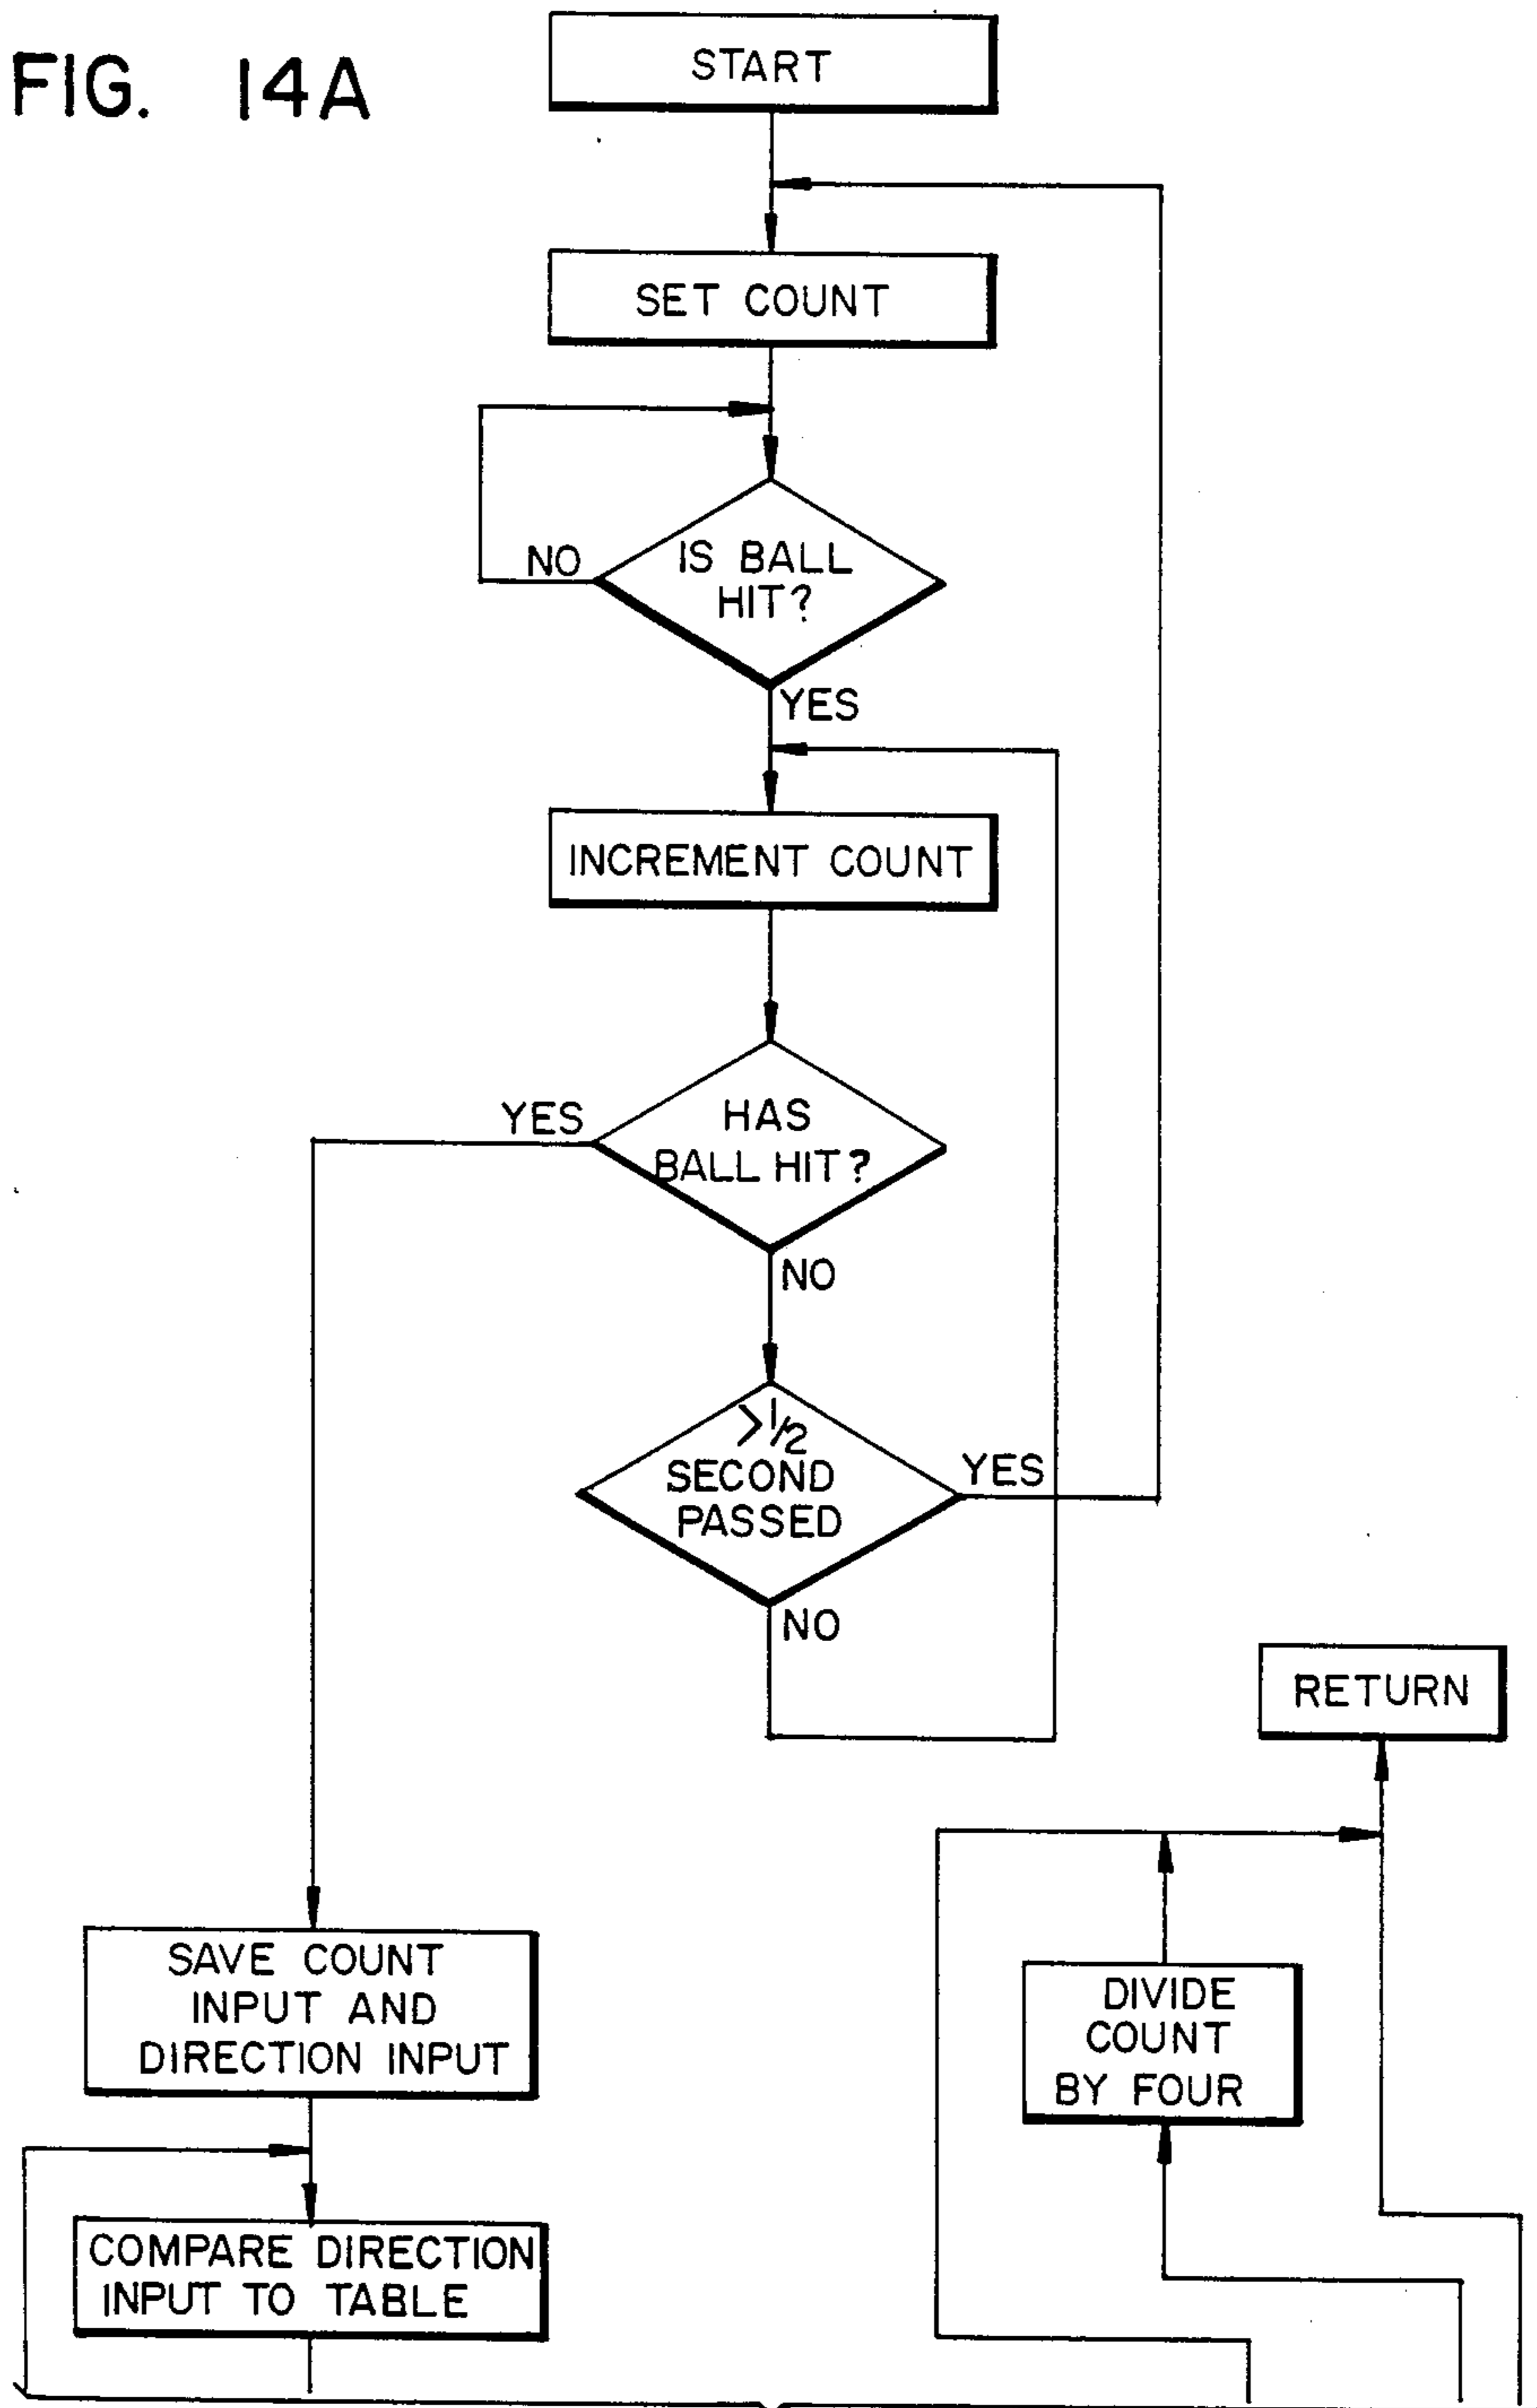 FIG. 14A
START
SET COUNT
IS BALL
HIT?
NO
YES
INCREMENT COUNT
HAS
BALL HIT?
YES
NO
>1/2
SECOND
PASSED
YES
NO
RETURN
SAVE COUNT
INPUT AND
DIRECTION INPUT
DIVIDE
COUNT
BY FOUR
COMPARE DIRECTION
INPUT TO TABLE